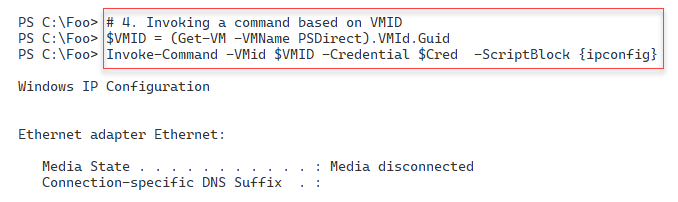 PS C:\Foo> # 4. Invoking a command based on VMID
PS C:\Foo> $VMID = (Get-VM -VMName PSDirect).VMId.Guid
PS C:\Foo> Invoke-Command -VMid $VMID -Credential $Cred  -ScriptBlock {ipconfig}
Windows IP Configuration
Ethernet adapter Ethernet:
   Media State . . . . . . . . . . . : Media disconnected
   Connection-specific DNS Suffix  . :